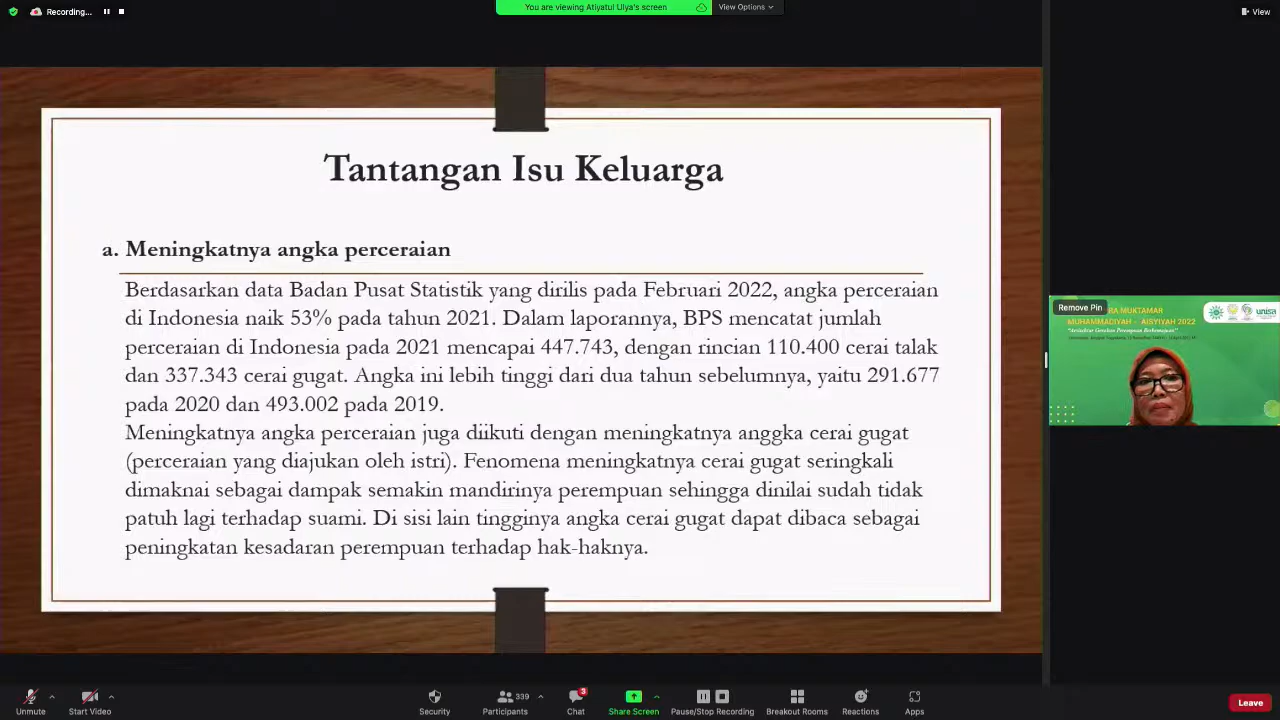 Recording...
You are viewing Atiyatul Ulya's screen
View Options
View
Tantangan Isu Keluarga
a. Meningkatnya angka perceraian
Berdasarkan data Badan Pusat Statistik yang dirilis pada Februari 2022, angka perceraian
di Indonesia naik 53% pada tahun 2021. Dalam laporannya, BPS mencatat jumlah
perceraian di Indonesia pada 2021 mencapai 447.743, dengan rincian 110.400 cerai talak
dan 337.343 cerai gugat. Angka ini lebih tinggi dari dua tahun sebelumnya, yaitu 291.677
pada 2020 dan 493.002 pada 2019.
Meningkatnya angka perceraian juga diikuti dengan meningkatnya anggka cerai gugat
(perceraian yang diajukan oleh istri). Fenomena meningkatnya cerai gugat seringkali
dimaknai sebagai dampak semakin mandirinya perempuan sehingga dinilai sudah tidak
patuh lagi terhadap suami. Di sisi lain tingginya angka cerai gugat dapat dibaca sebagai
peningkatan kesadaran perempuan terhadap hak-haknya.
Remove Pin
MUKTAMAR
MUHAMMADIYAH - AISYIYAH 2022
unisa
Unmute
Start Video
Security
339
Participants
3
Chat
Share Screen
Pause/Stop Recording
Breakout Rooms
Reactions
Apps
Leave